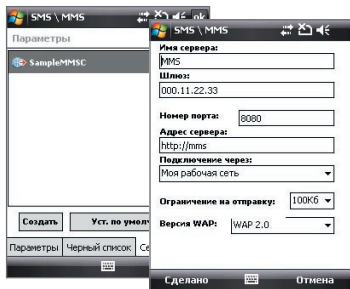 SMS \ MMS
ok
Параметры
SampleMMSC
Создать
Уст. по умолч
Параметры Черный список Се
SMS \ MMS
Имя сервера:
MMS
Шлюз:
000.11.22.33
Номер порта: 8080
Адрес сервера:
http://mms
Подключение через:
Моя рабочая сеть
Ограничение на отправку: 100Кб
Версия WAP: WAP 2.0
Сделано Отмена